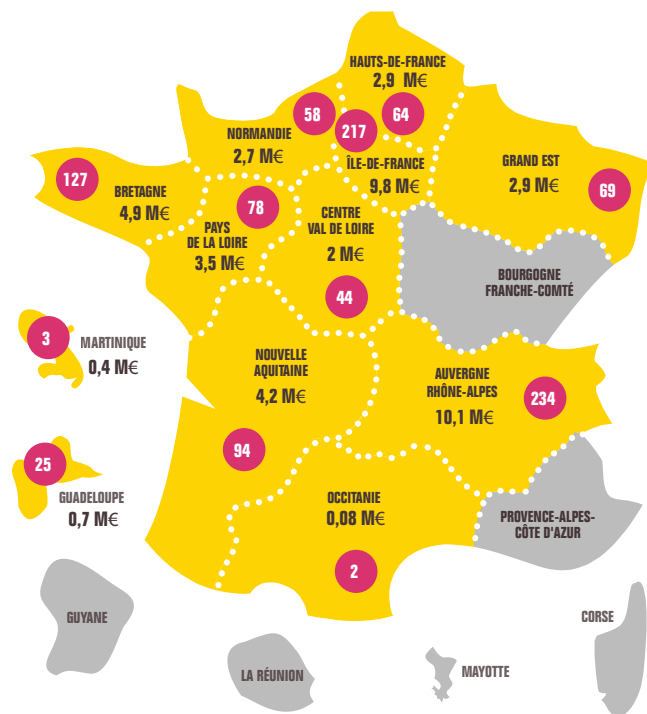 HAUTS-DE-FRANCE
2,9 M€
64
58
NORMANDIE
2,7 M€
217
ÎLE-DE-FRANCE
9,8 M€
GRAND EST
2,9 M€
69
127
BRETAGNE
4,9 M€
78
PAYS
DE LA LOIRE
3,5 M€
CENTRE
VAL DE LOIRE
2 M€
44
BOURGOGNE
FRANCHE-COMTÉ
3
MARTINIQUE
0,4 M€
NOUVELLE
AQUITAINE
4,2 M€
94
AUVERGNE
RHÔNE-ALPES
10,1 M€
234
25
GUADELOUPE
0,7 M€
OCCITANIE
0,08 M€
2
PROVENCE-ALPES-
CÔTE D'AZUR
GUYANE
LA RÉUNION
MAYOTTE
CORSE